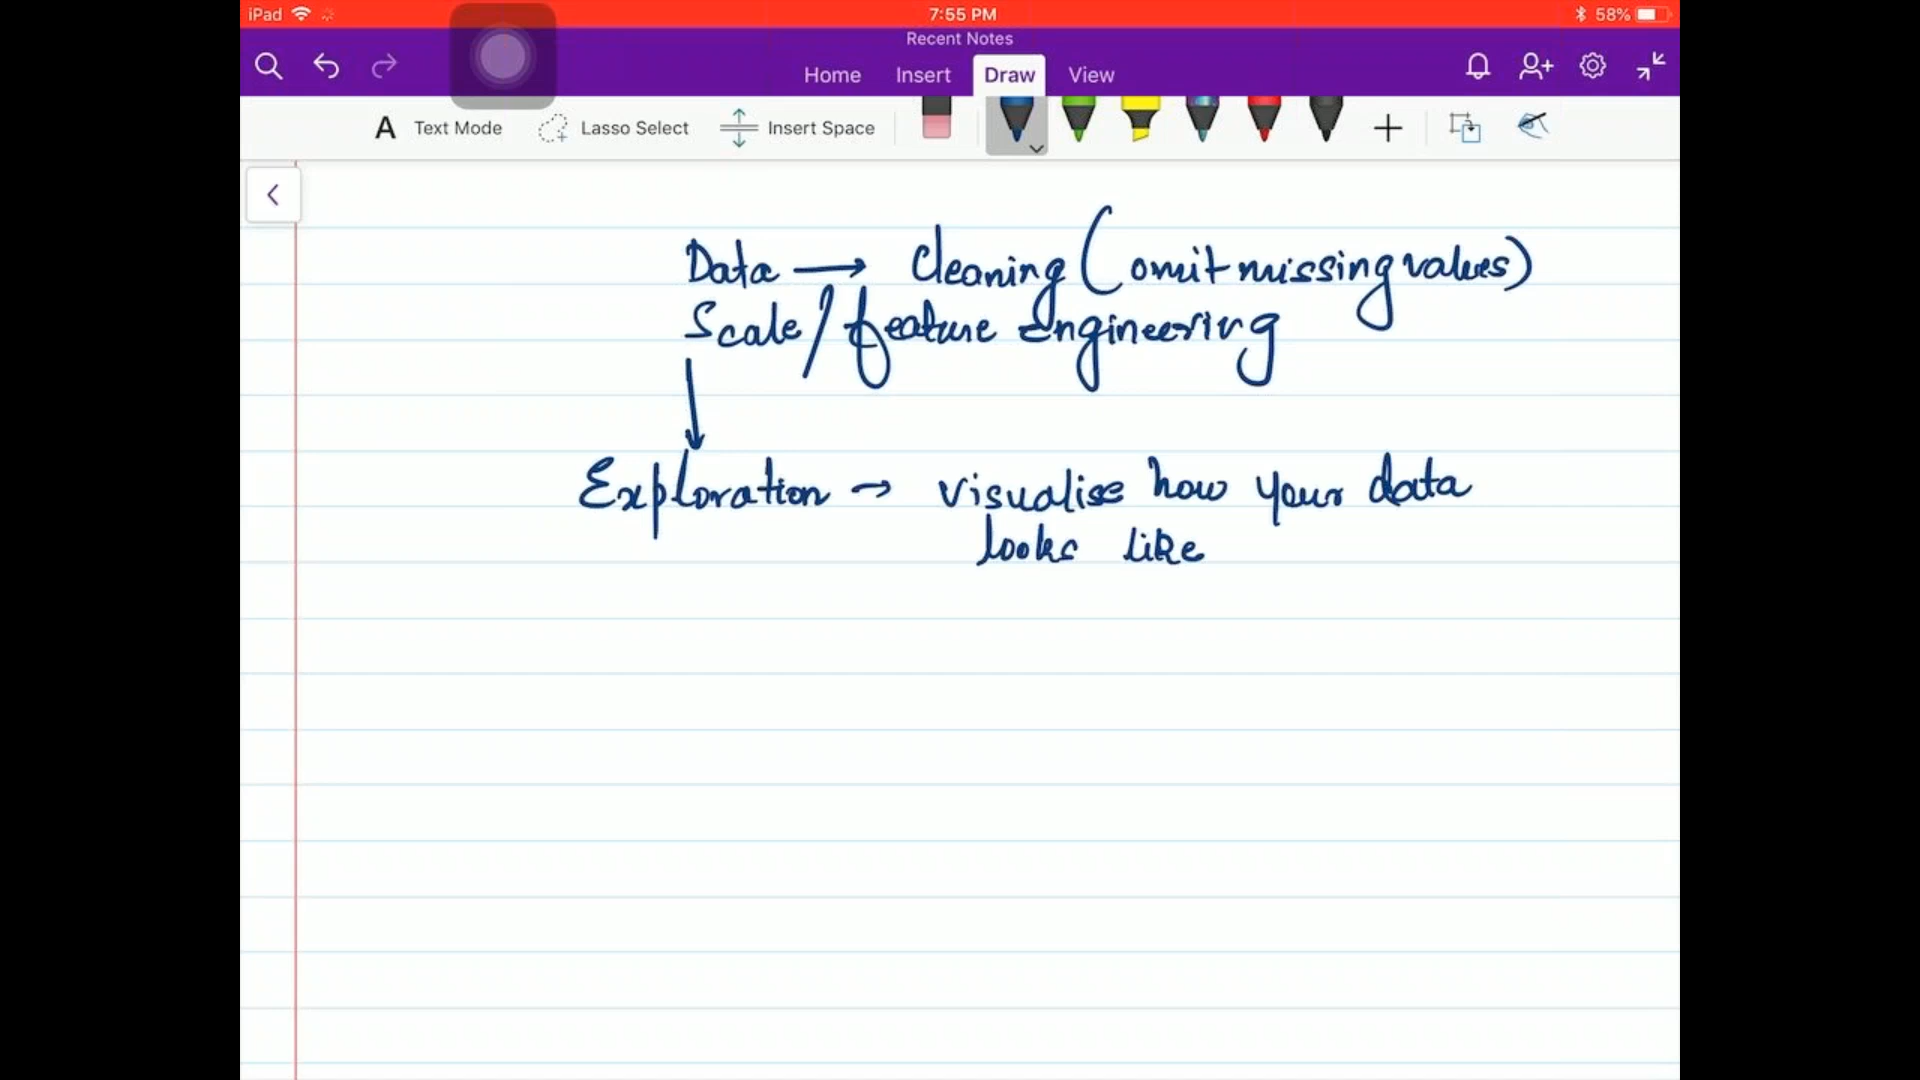 iPad 7:55 PM 58%
Recent Notes
Home Insert Draw View
A Text Mode Lasso Select Insert Space
Data → Cleaning (omit missing values)
Scale/feature engineering
Exploration → visualise how your data
looks like